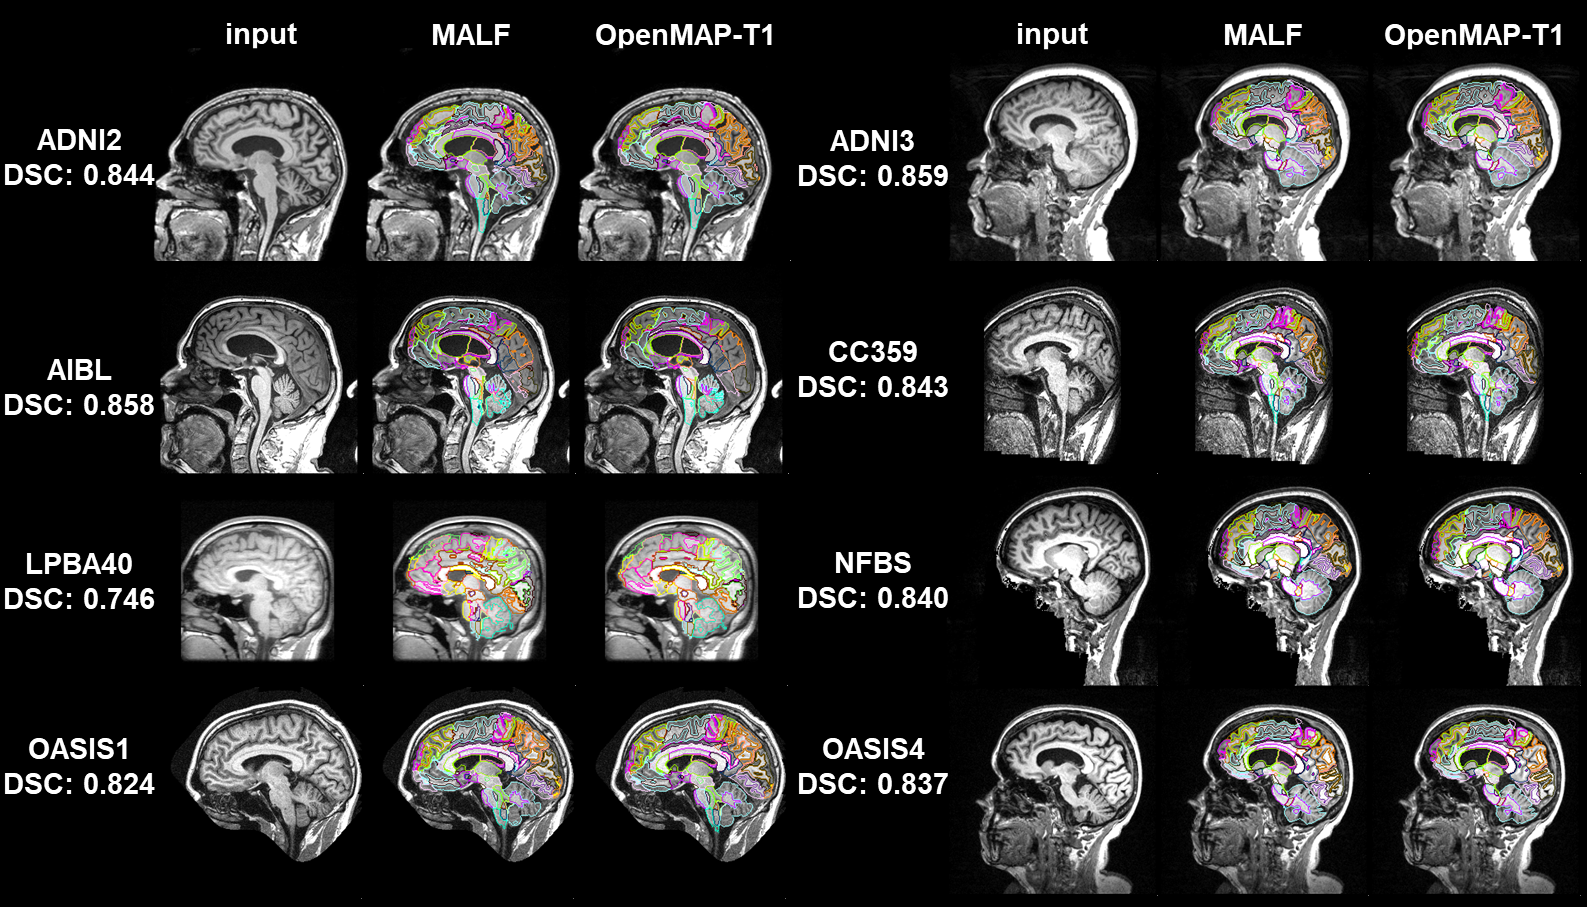 input MALF OpenMAP-T1 input MALF OpenMAP-T1
ADNI2
DSC: 0.844
ADNI3
DSC: 0.859
AIBL
DSC: 0.858
CC359
DSC: 0.843
LPBA40
DSC: 0.746
NFBS
DSC: 0.840
OASIS1
DSC: 0.824
OASIS4
DSC: 0.837